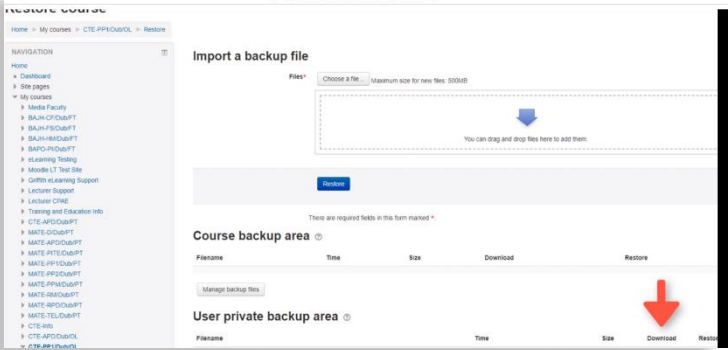 Restore course
Home > My courses > CTE-PP1/Dub/OL > Restore
NAVIGATION
Home
Dashboard
Site pages
My courses
Media Faculty
BAJH-CF/Dub/FT
BAJH-FS/Dub/FT
BAJH-HM/Dub/FT
BAPO-PI/Dub/FT
eLearning Testing
Moodle LT Test Site
Griffith eLearning Support
Lecturer Support
Lecturer CPAE
Training and Education Info
CTE-APD/Dub/PT
MATE-D/Dub/PT
MATE-APD/Dub/PT
MATE-PITE/Dub/PT
MATE-PP1/Dub/PT
MATE-PP2/Dub/PT
MATE-PPM/Dub/PT
MATE-RM/Dub/PT
MATE-RPD/Dub/PT
MATE-TEL/Dub/PT
CTE-Info
CTE-APD/Dub/OL
CTE-PP1/Dub/OL
Import a backup file
Files*
Choose a file...
Maximum size for new files: 500MB
You can drag and drop files here to add them.
Restore
There are required fields in this form marked *.
Course backup area
Filename Time Size Download Restore
Manage backup files
User private backup area
Filename Time Size Download Restor